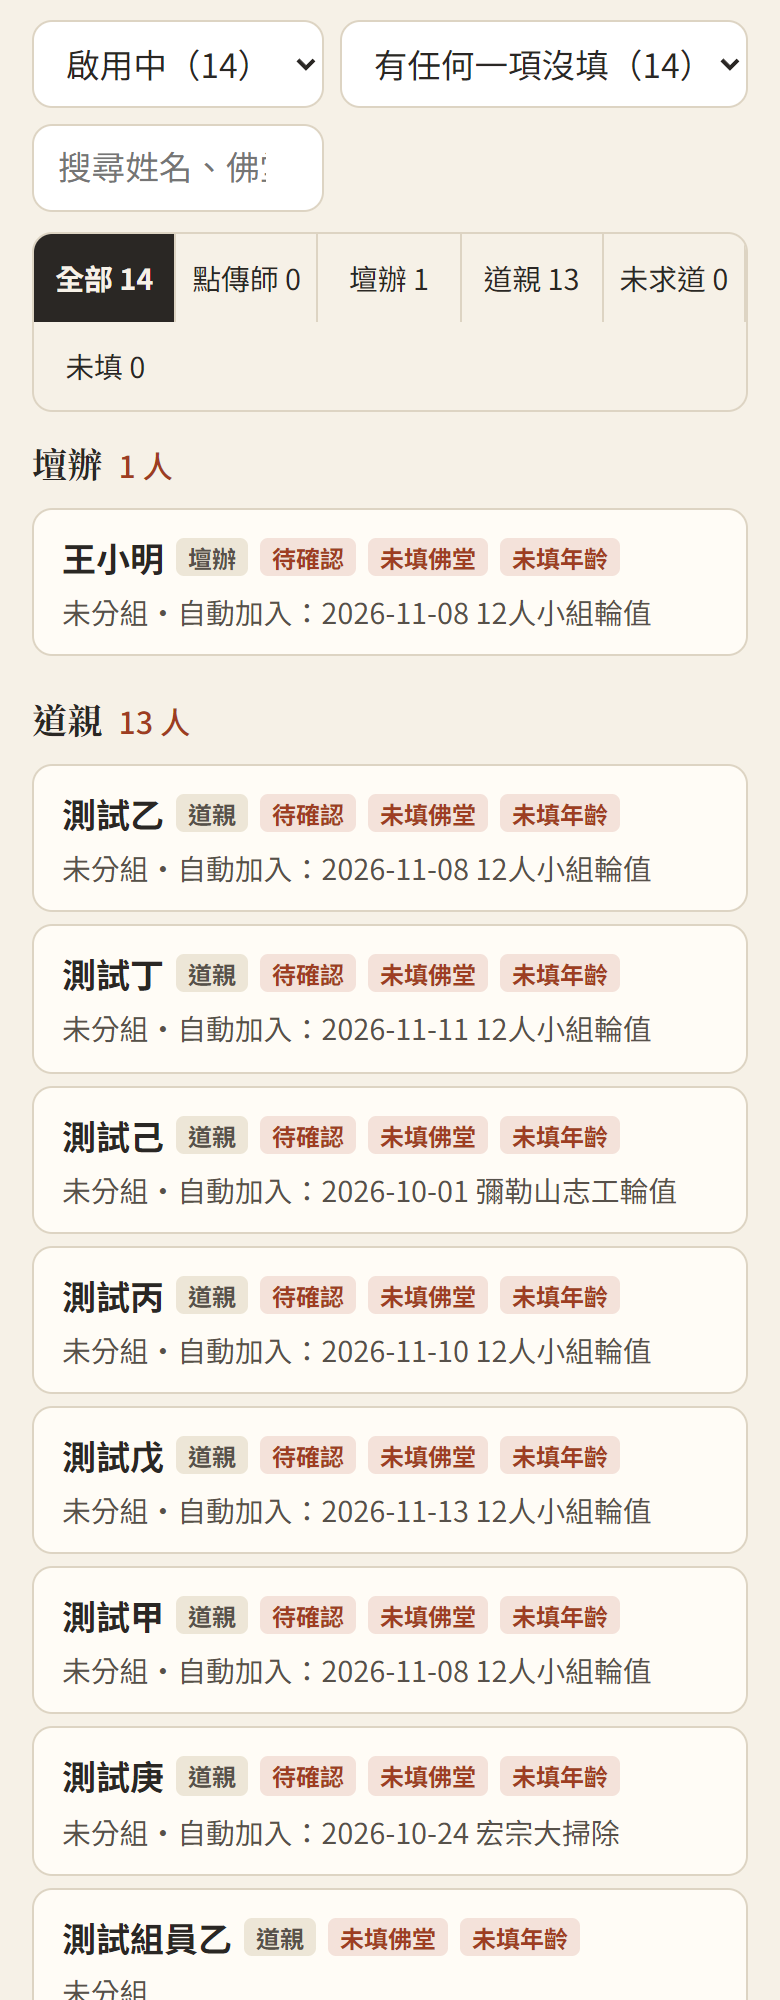 啟用中（14）
有任何一項沒填（14）
搜尋姓名、佛
全部 14
點傳師 0
壇辦 1
道親 13
未求道 0
未填 0
壇辦 1 人
王小明 壇辦 待確認 未填佛堂 未填年齡
未分組・自動加入：2026-11-08 12人小組輪值
道親 13 人
測試乙 道親 待確認 未填佛堂 未填年齡
未分組・自動加入：2026-11-08 12人小組輪值
測試丁 道親 待確認 未填佛堂 未填年齡
未分組・自動加入：2026-11-11 12人小組輪值
測試己 道親 待確認 未填佛堂 未填年齡
未分組・自動加入：2026-10-01 彌勒山志工輪值
測試丙 道親 待確認 未填佛堂 未填年齡
未分組・自動加入：2026-11-10 12人小組輪值
測試戊 道親 待確認 未填佛堂 未填年齡
未分組・自動加入：2026-11-13 12人小組輪值
測試甲 道親 待確認 未填佛堂 未填年齡
未分組・自動加入：2026-11-08 12人小組輪值
測試庚 道親 待確認 未填佛堂 未填年齡
未分組・自動加入：2026-10-24 宏宗大掃除
測試組員乙 道親 未填佛堂 未填年齡
未分組